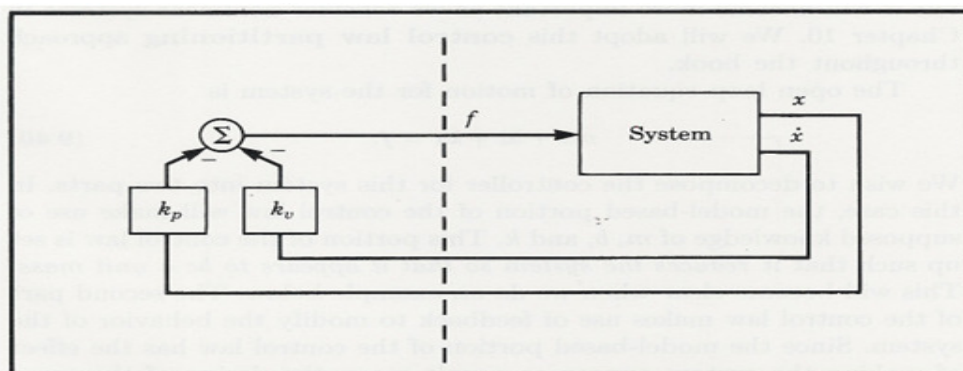 Chapter 10. We will adopt this control law partitioning approach
throughout the book.
The open loop equation of motion for the system is
x
f
Σ
System
ẋ
−
−
We wish to decompose the controller for this system into two parts. In
k_p
k_v
this case, the model-based portion of the control law will make use of
supposed knowledge of m, b, and k. This portion of the control law is set
up such that it reduces the system so that it appears to be a unit mass.
This will become clear when we do an example below. The second part
of the control law makes use of feedback to modify the behavior of the
system. Since the model-based portion of the control law has the effect